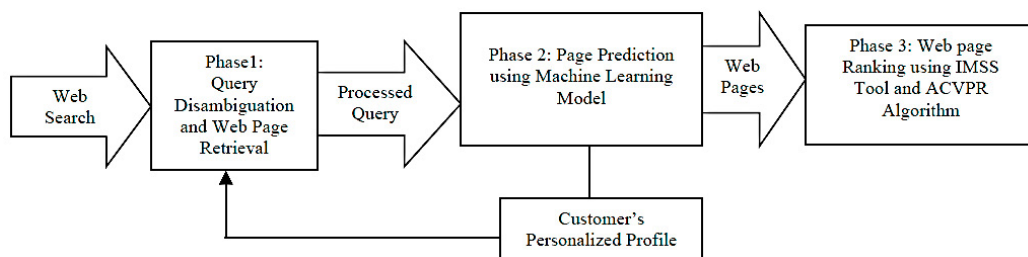 Web
Search
Phase1:
Query
Disambiguation
and Web Page
Retrieval
Processed
Query
Phase 2: Page Prediction
using Machine Learning
Model
Web
Pages
Phase 3: Web page
Ranking using IMSS
Tool and ACVPR
Algorithm
Customer's
Personalized Profile